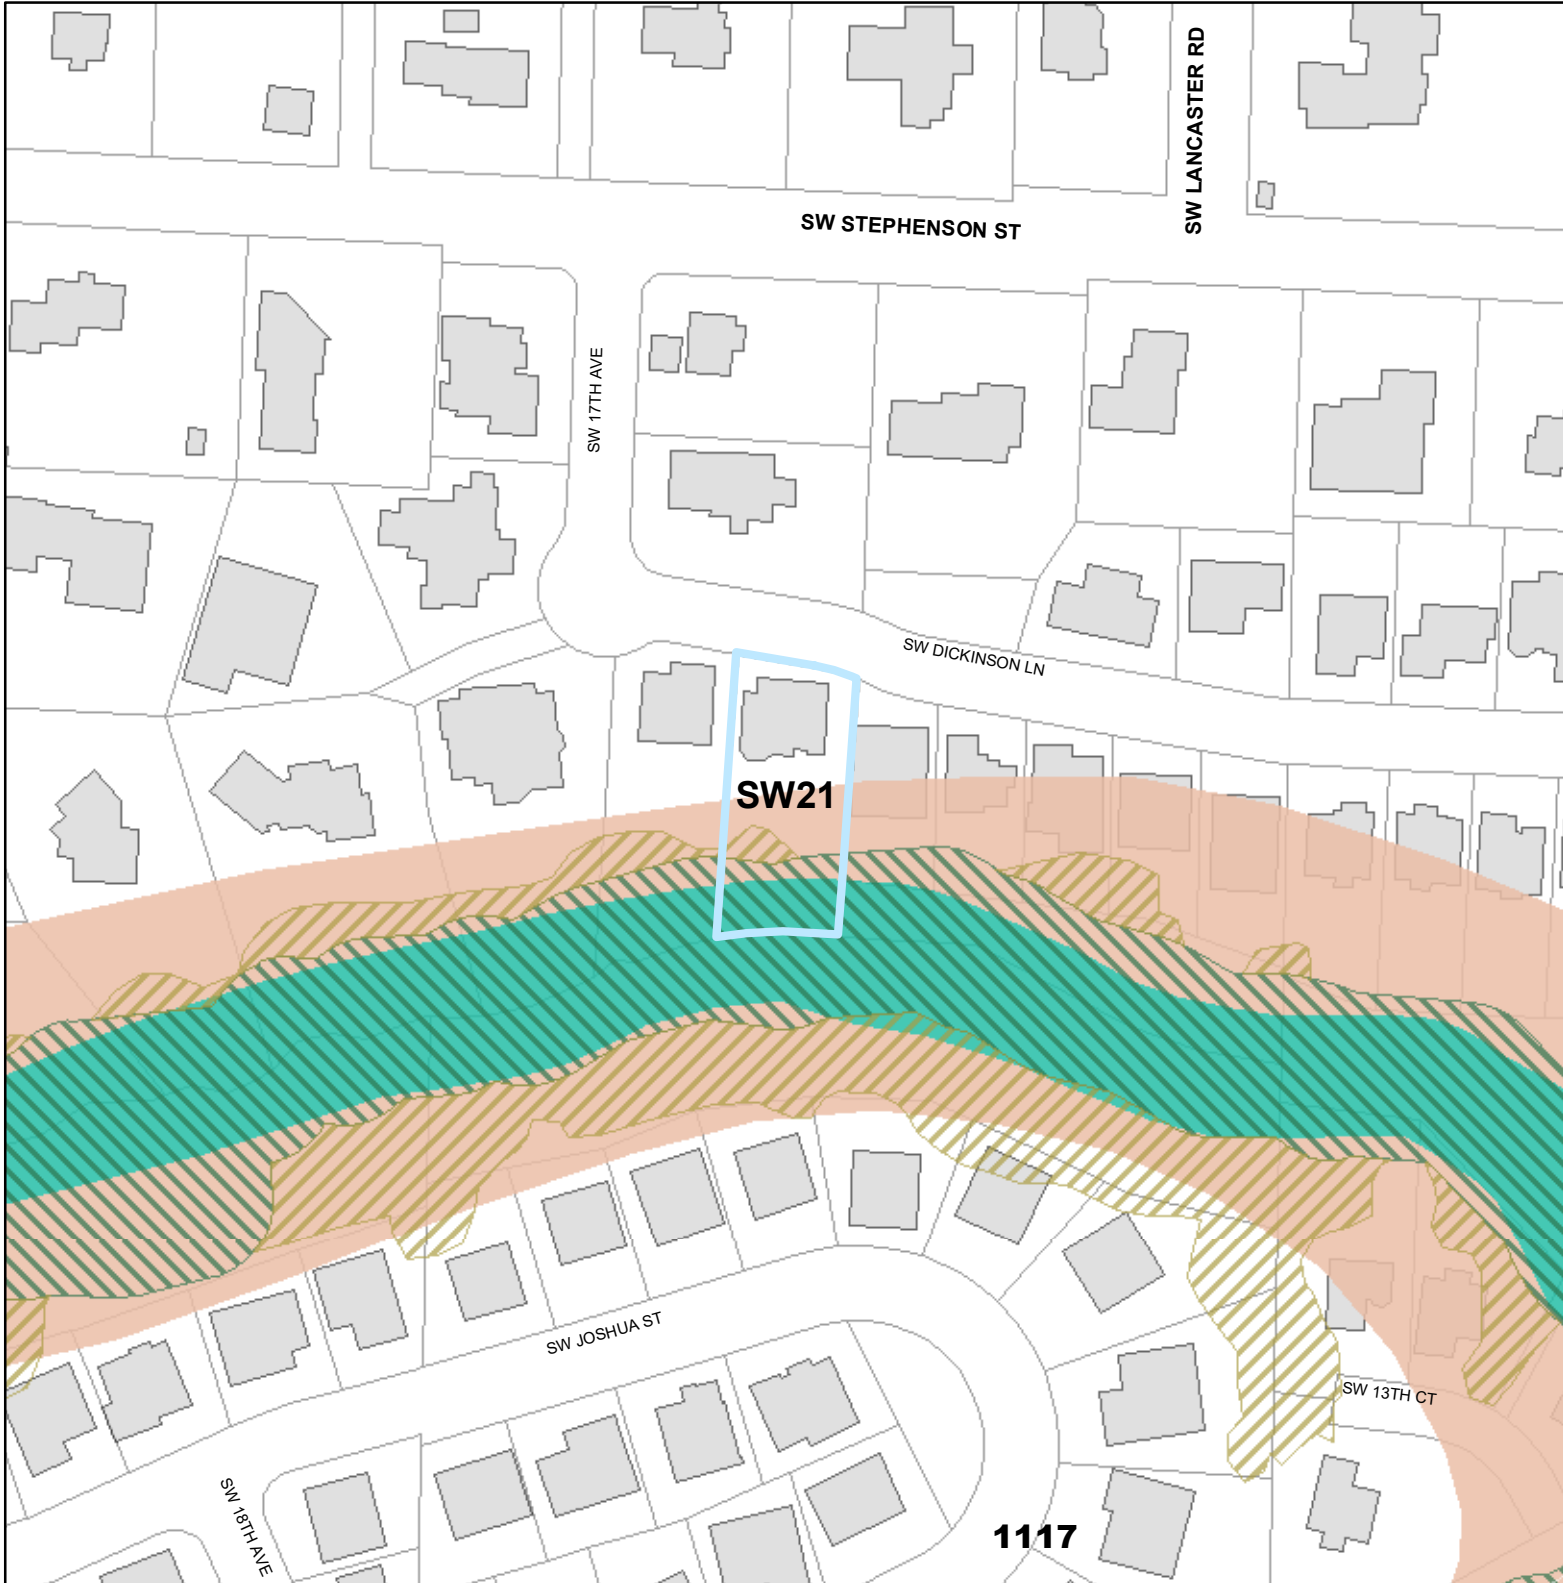 SW LANCASTER RD
SW STEPHENSON ST
SW 17TH AVE
SW DICKINSON LN
SW21
SW JOSHUA ST
SW 13TH CT
SW 18TH AVE
1117